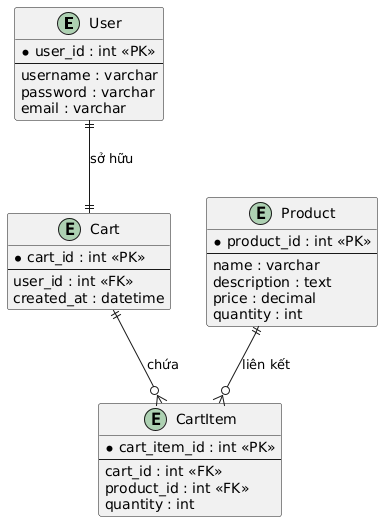 E User
* user_id : int «PK»
username : varchar
password : varchar
email : varchar
sở hữu
E Cart
* cart_id : int «PK»
user_id : int «FK»
created_at : datetime
E Product
* product_id : int «PK»
name : varchar
description : text
price : decimal
quantity : int
chứa
liên kết
E CartItem
* cart_item_id : int «PK»
cart_id : int «FK»
product_id : int «FK»
quantity : int